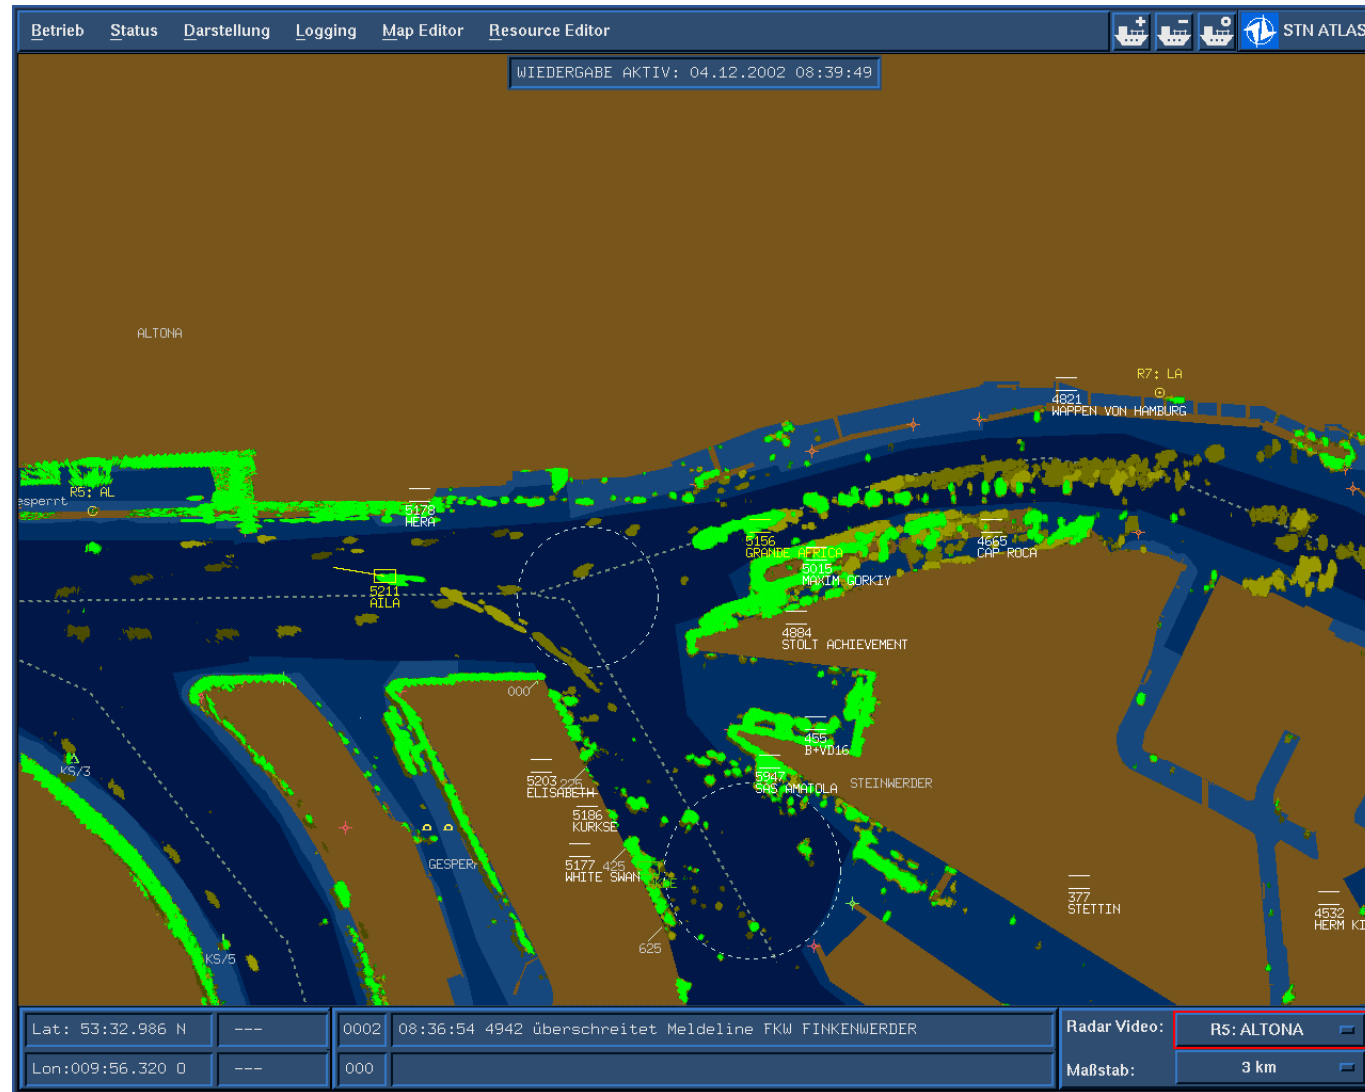 Betrieb Status Darstellung Logging Map Editor Resource Editor STN ATLAS
WIEDERGABE AKTIV: 04.12.2002 08:39:49
ALTONA
R7: LA
4821
WAPPEN VON HAMBURG
R5: AL
esperrt
5178
HERA
5156
GRANDE AFRICA
4665
CAP ROCA
5015
MAXIM GORKIY
5211
AILA
4884
STOLT ACHIEVEMENT
000
455
B+VD16
KS/3
5203
ELISABETH
225
5947
SAS AMATOLA
STEINWERDER
5186
KURKSE
GESPERR
5177
WHITE SWAN
425
377
STETTIN
4532
HERM KI
625
KS/5
Lat: 53:32.986 N --- 0002 08:36:54 4942 überschreitet Meldeline FKW FINKENWERDER
Radar Video: R5: ALTONA
Lon:009:56.320 O --- 000
Maßstab: 3 km